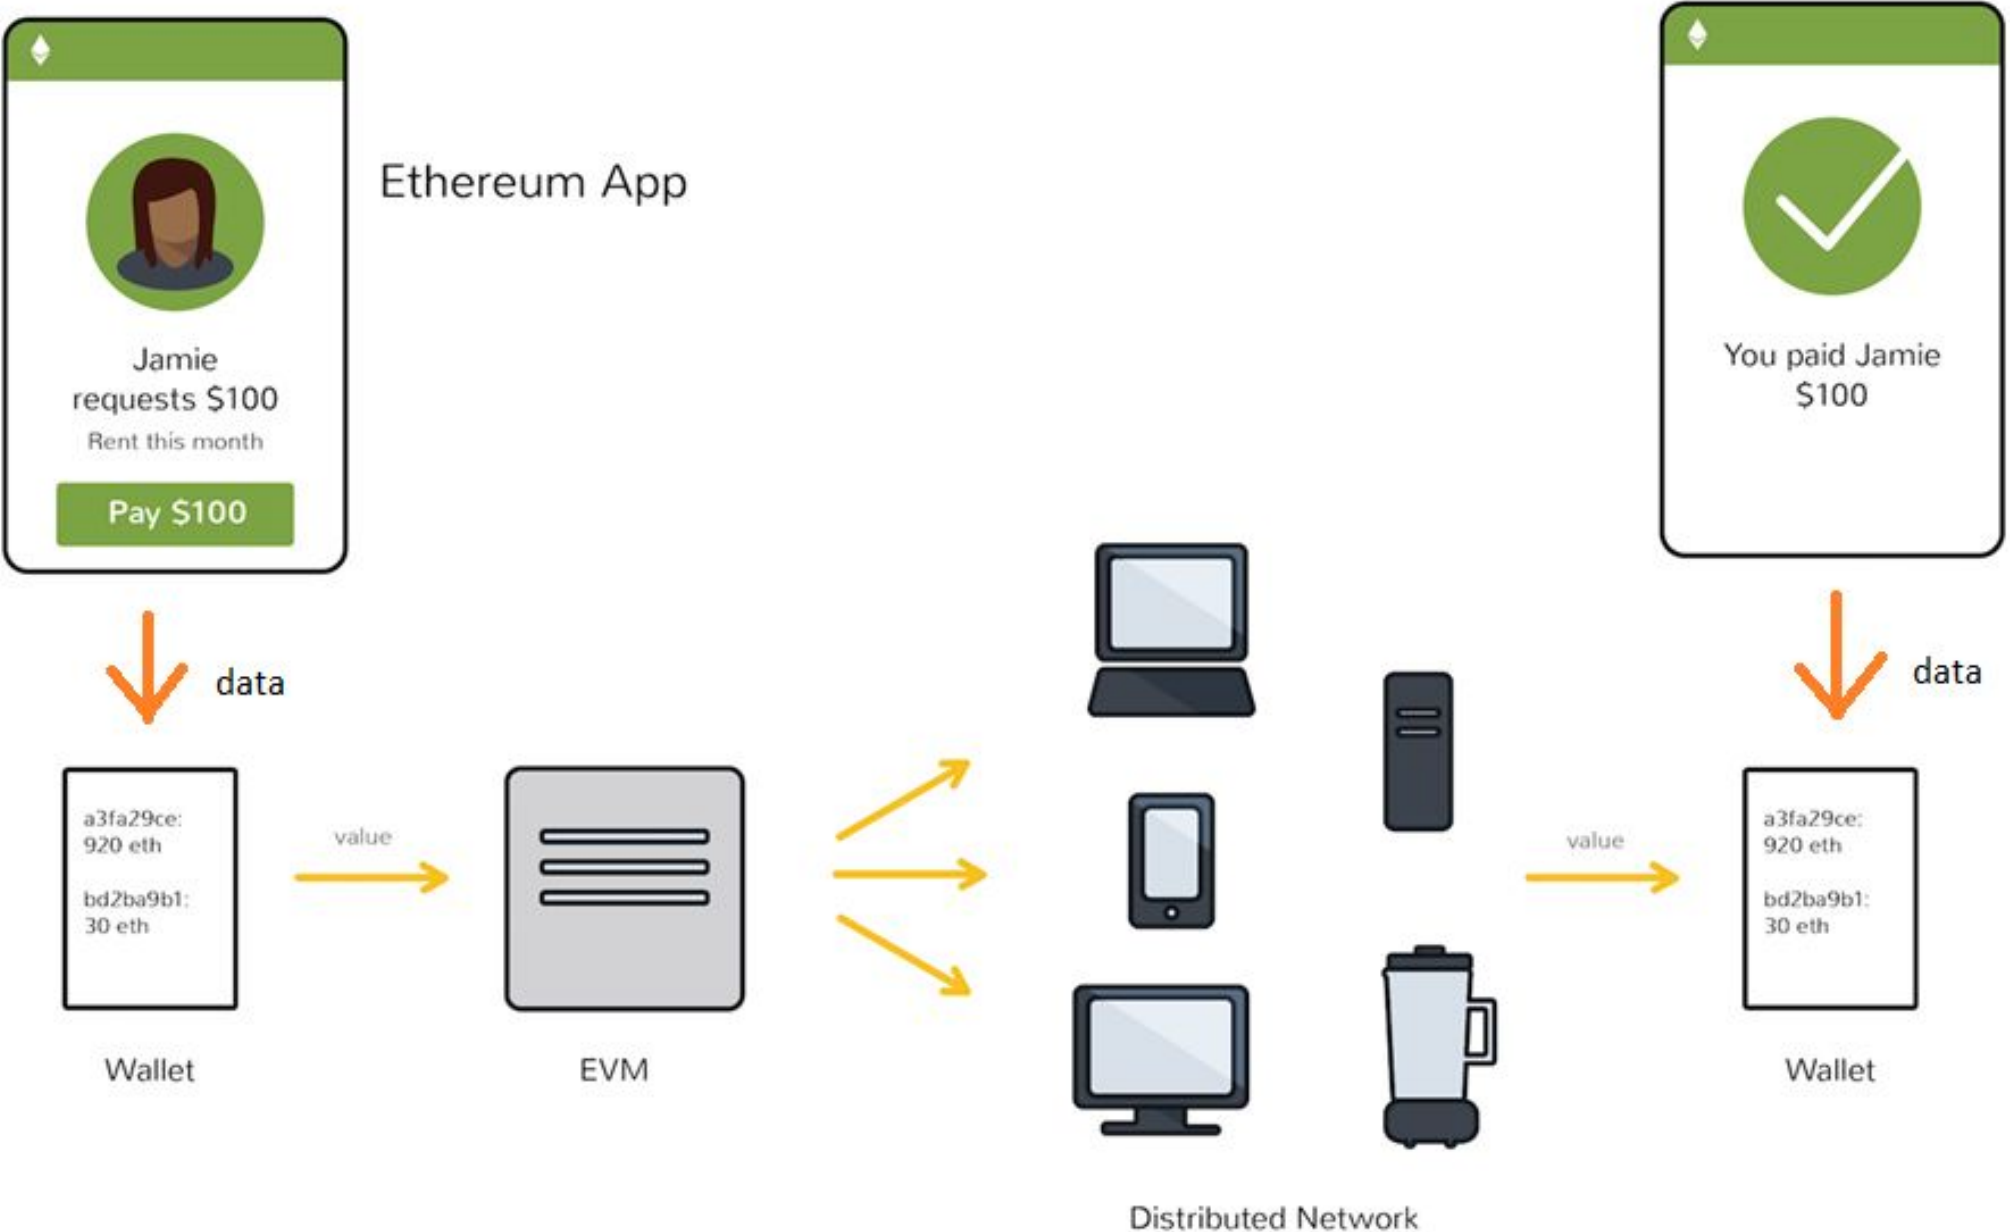 Jamie
requests $100
Rent this month
Pay $100
Ethereum App
You paid Jamie
$100
data
data
a3fa29ce:
920 eth
bd2ba9b1:
30 eth
Wallet
value
EVM
Distributed Network
value
a3fa29ce:
920 eth
bd2ba9b1:
30 eth
Wallet